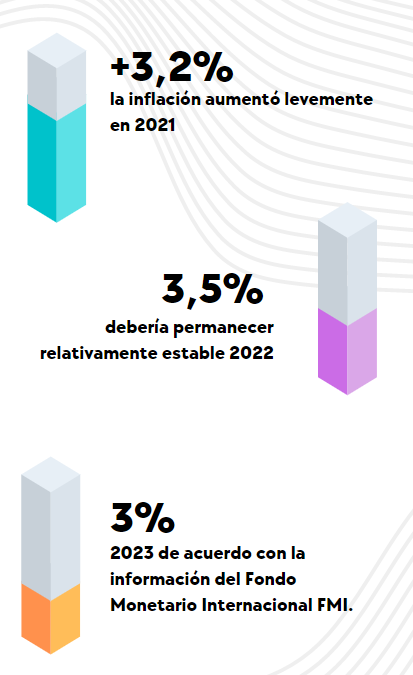 +3,2%
la inflación aumentó levemente
en 2021
3,5%
debería permanecer
relativamente estable 2022
3%
2023 de acuerdo con la
información del Fondo
Monetario Internacional FMI.